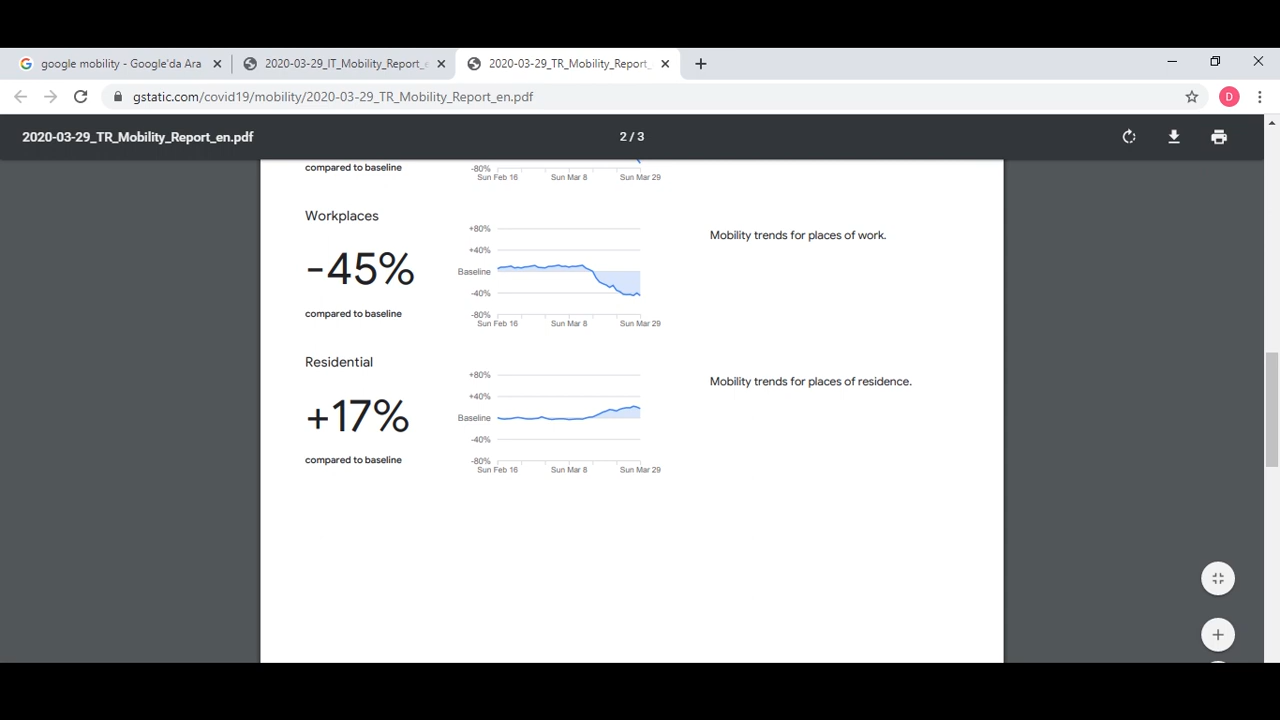 google mobility - Google'da Ara
2020-03-29_IT_Mobility_Report_e
2020-03-29_TR_Mobility_Report_
gstatic.com/covid19/mobility/2020-03-29_TR_Mobility_Report_en.pdf
D
2020-03-29_TR_Mobility_Report_en.pdf
2 / 3
compared to baseline
-80%
Sun Feb 16 Sun Mar 8 Sun Mar 29
Workplaces
-45%
compared to baseline
+80%
+40%
Baseline
-40%
-80%
Sun Feb 16 Sun Mar 8 Sun Mar 29
Mobility trends for places of work.
Residential
+17%
compared to baseline
+80%
+40%
Baseline
-40%
-80%
Sun Feb 16 Sun Mar 8 Sun Mar 29
Mobility trends for places of residence.